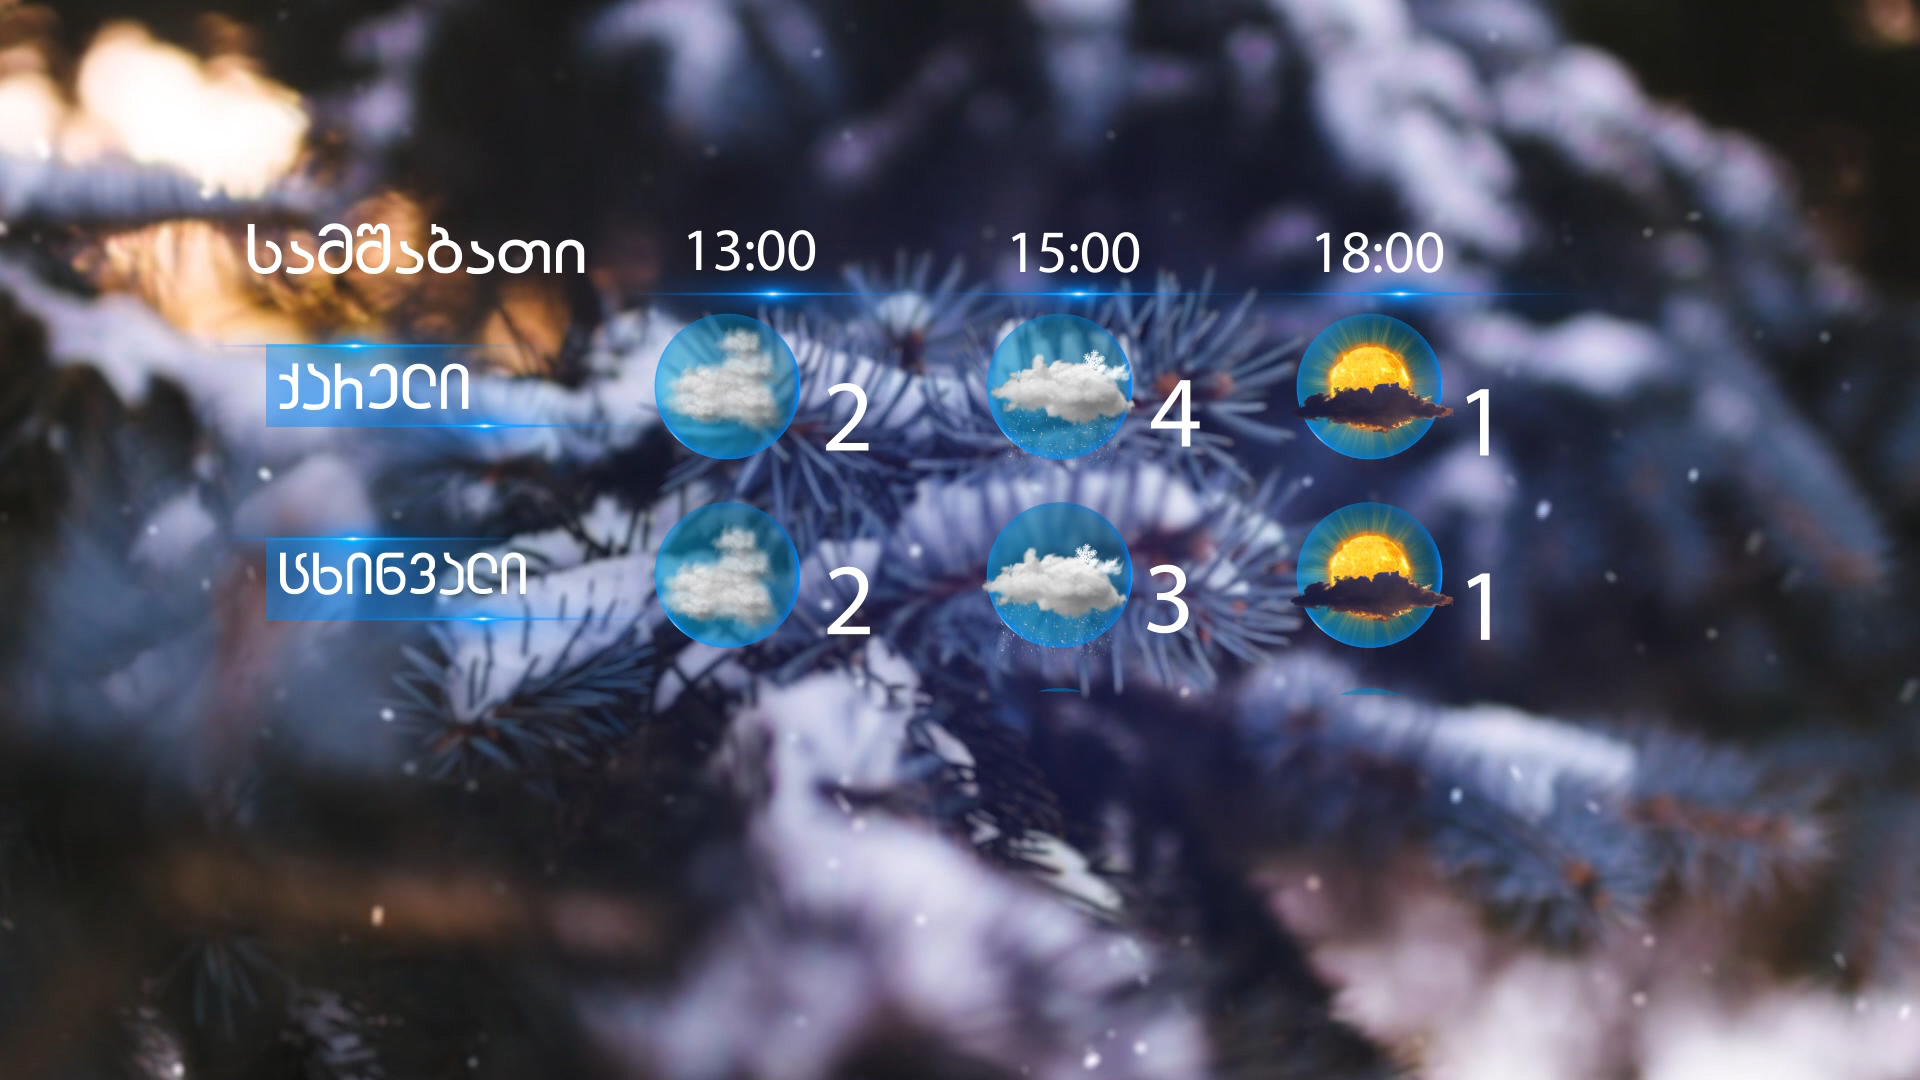 სამშაბათი 13:00 15:00 18:00
ქარელი 2 4 1
ცხინვალი 2 3 1